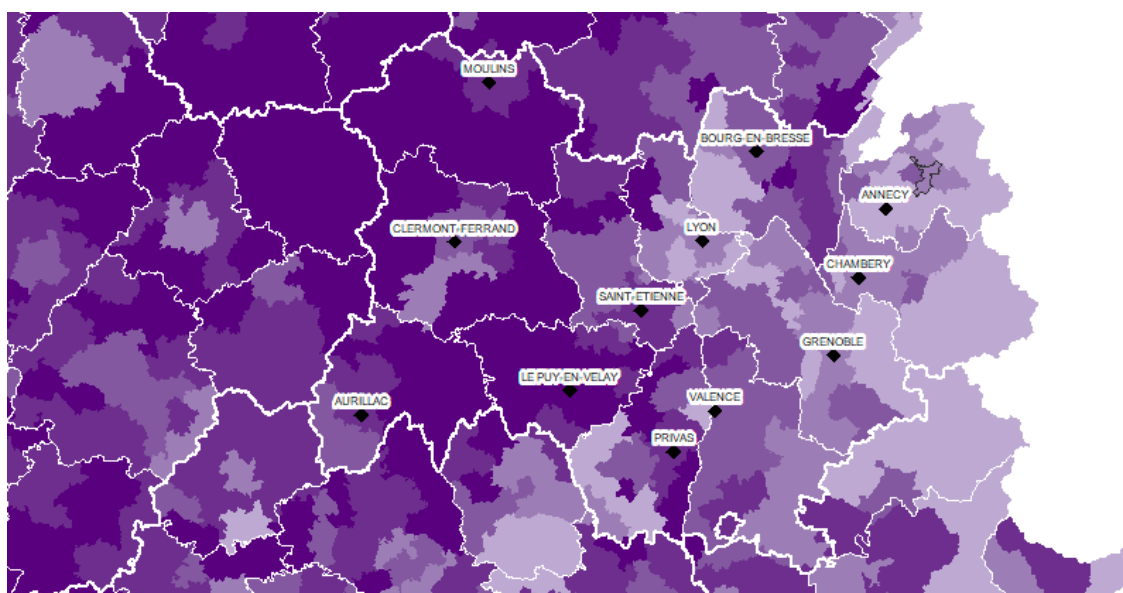 MOULINS
BOURG-EN-BRESSE
ANNECY
CLERMONT-FERRAND
LYON
CHAMBERY
SAINT-ETIENNE
GRENOBLE
LE PUY-EN-VELAY
AURILLAC
VALENCE
PRIVAS